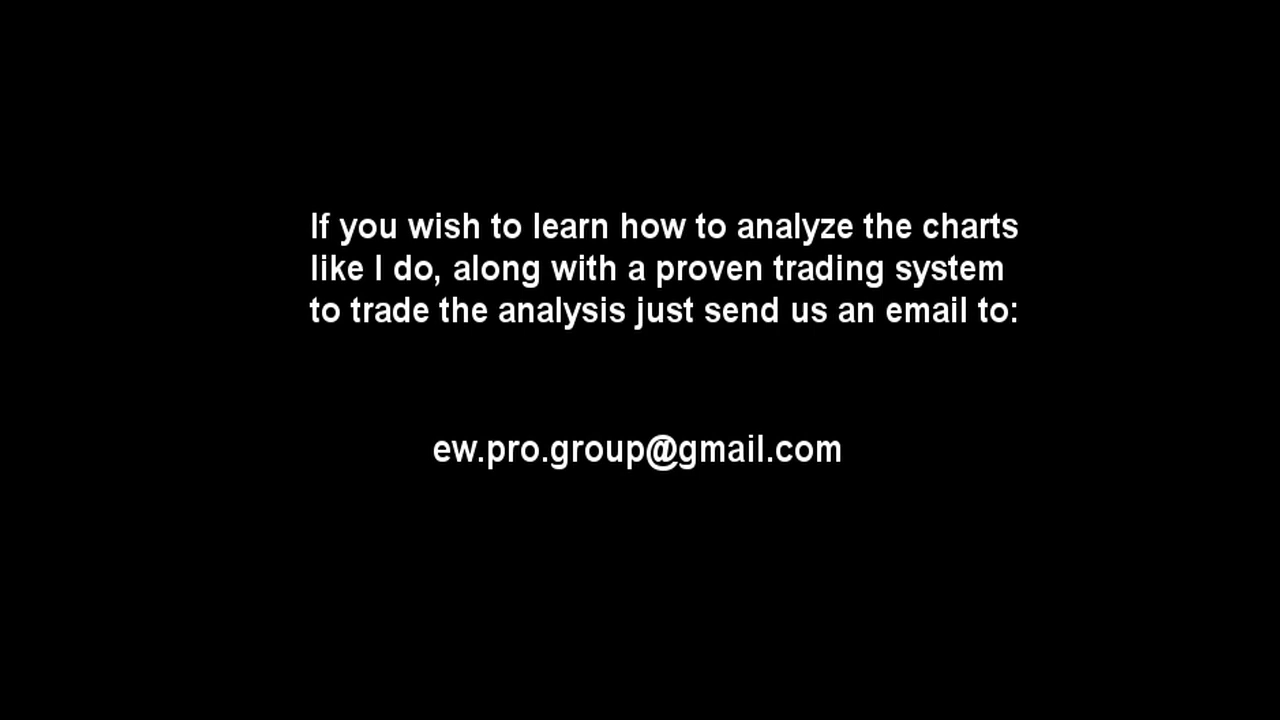 If you wish to learn how to analyze the charts
like I do, along with a proven trading system
to trade the analysis just send us an email to:
ew.pro.group@gmail.com